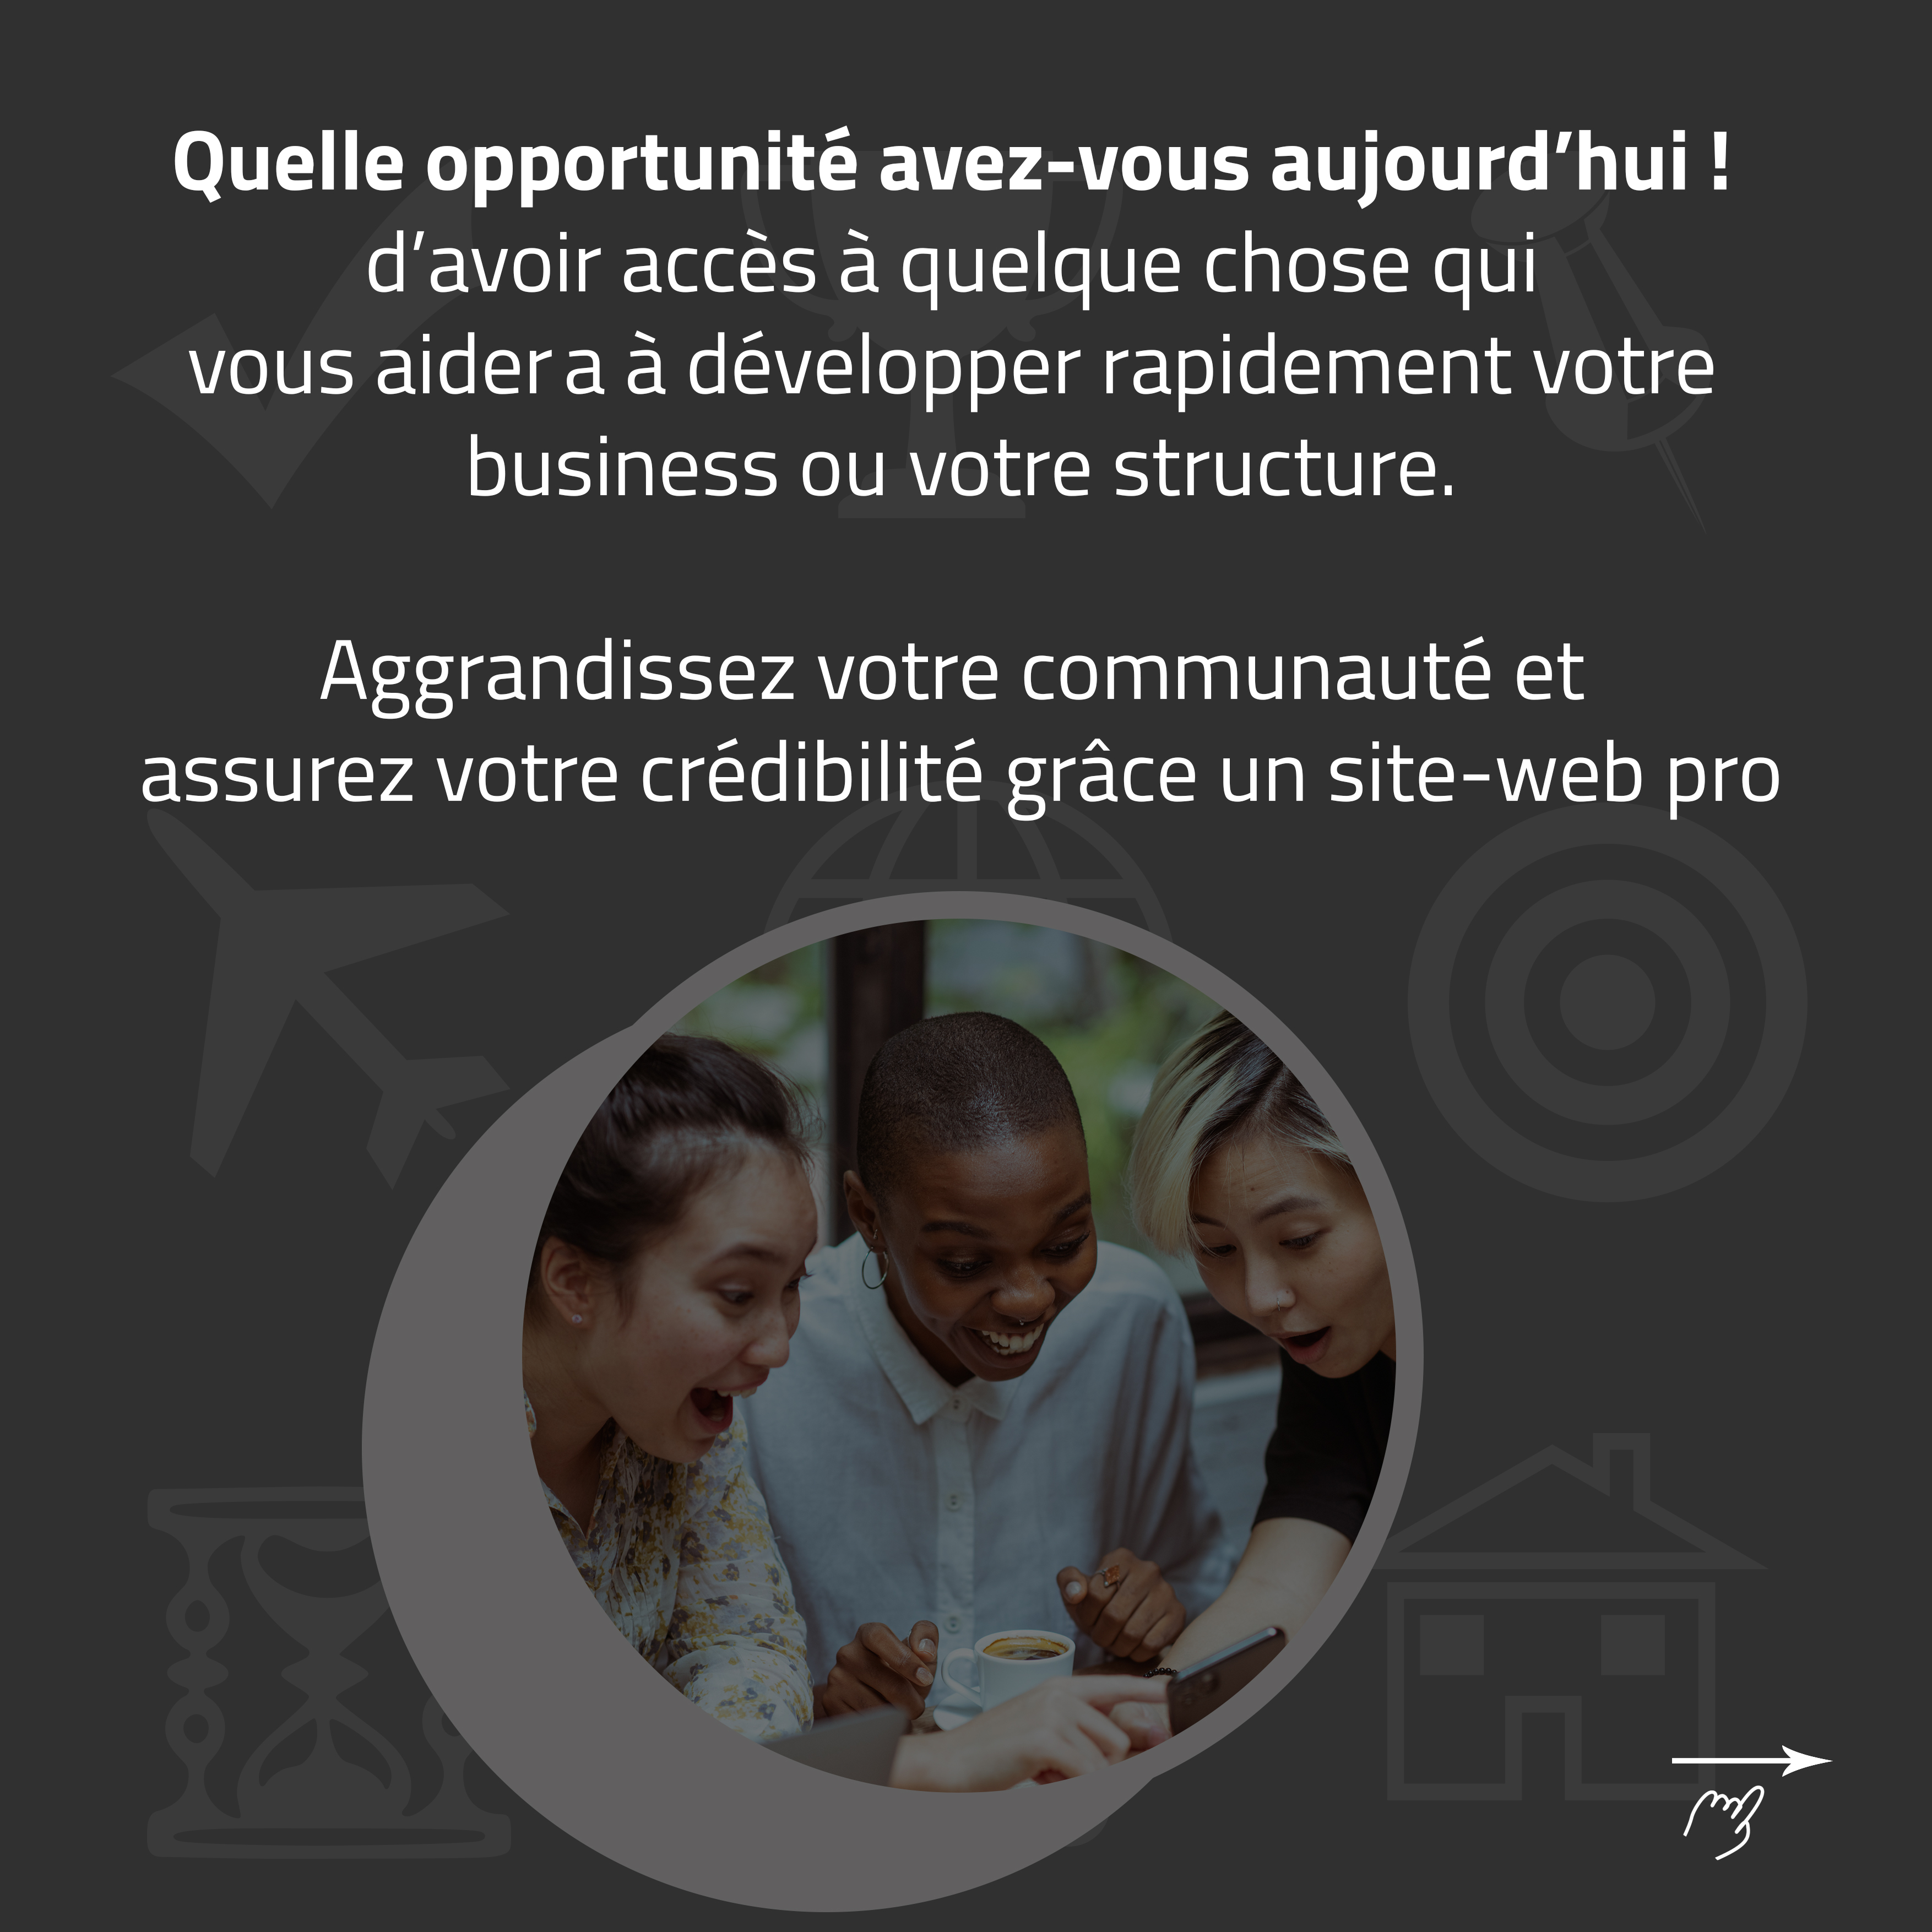 Quelle opportunité avez-vous aujourd’hui !
d’avoir accès à quelque chose qui
vous aidera à développer rapidement votre
business ou votre structure.
Aggrandissez votre communauté et
assurez votre crédibilité grâce un site-web pro